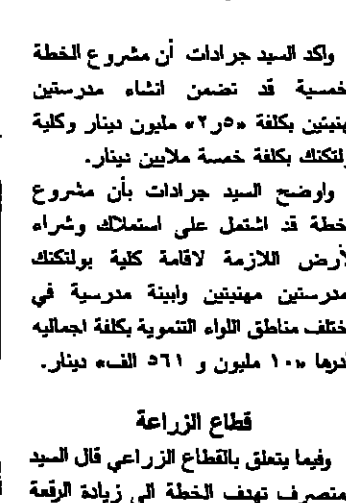 واكد السيد جرادات أن مشروع الخطة
خمسية قد تضمن انشاء مدرستين
هنيتين بكلفة «٥ر٢» مليون دينار وكلية
ولتكنك بكلفة خمسة ملايين دينار.
واوضح السيد جرادات بأن مشروع
خطة قد اشتمل على استملاك وشراء
لأرض اللازمة لاقامة كلية بولتكنك
مدرستين مهنيتين وابنية مدرسية في
ختلف مناطق اللواء التنموية بكلفة اجماليه
درها «١٠ مليون و ٥٦١ الف» دينار.
قطاع الزراعة
وفيما يتعلق بالقطاع الزراعي قال السيد
متصرف تهدف الخطة الى زيادة الرقعة